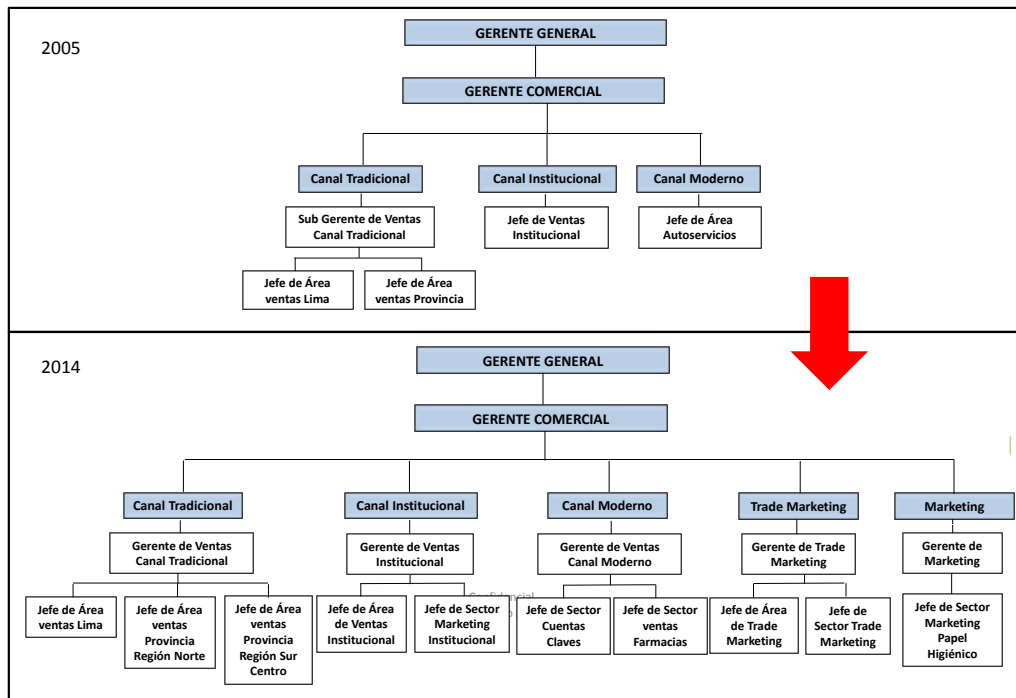 2005
GERENTE GENERAL
GERENTE COMERCIAL
Canal Tradicional
Canal Institucional
Canal Moderno
Sub Gerente de Ventas
Canal Tradicional
Jefe de Ventas
Institucional
Jefe de Área
Autoservicios
Jefe de Área
ventas Lima
Jefe de Área
ventas Provincia
2014
GERENTE GENERAL
GERENTE COMERCIAL
Canal Tradicional
Canal Institucional
Canal Moderno
Trade Marketing
Marketing
Gerente de Ventas
Canal Tradicional
Gerente de Ventas
Institucional
Gerente de Ventas
Canal Moderno
Gerente de Trade
Marketing
Gerente de
Marketing
Jefe de Área
ventas Lima
Jefe de Área
ventas
Provincia
Región Norte
Jefe de Área
ventas
Provincia
Región Sur
Centro
Jefe de Área
de Ventas
Institucional
Jefe de Sector
Marketing
Institucional
Jefe de Sector
Cuentas
Claves
Jefe de Sector
ventas
Farmacias
Jefe de Área
de Trade
Marketing
Jefe de
Sector Trade
Marketing
Jefe de Sector
Marketing
Papel
Higiénico